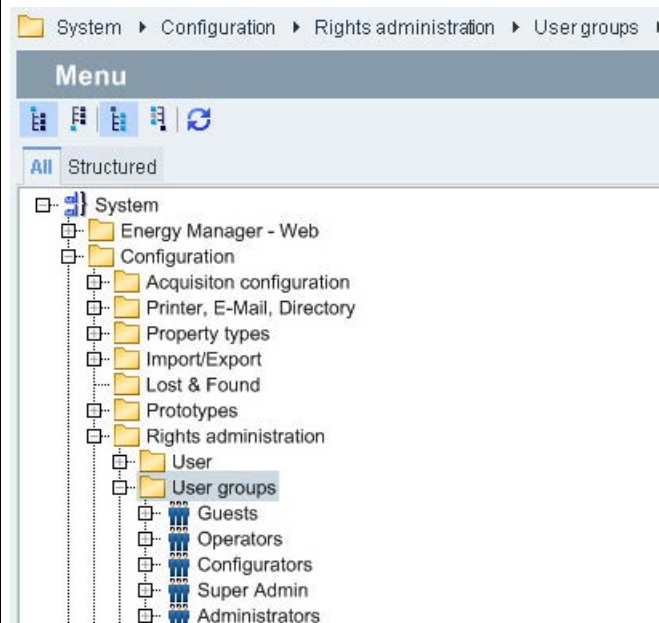 System Configuration Rights administration User groups
Menu
All Structured
System
Energy Manager - Web
Configuration
Acquisiton configuration
Printer, E-Mail, Directory
Property types
Import/Export
Lost & Found
Prototypes
Rights administration
User
User groups
Guests
Operators
Configurators
Super Admin
Administrators